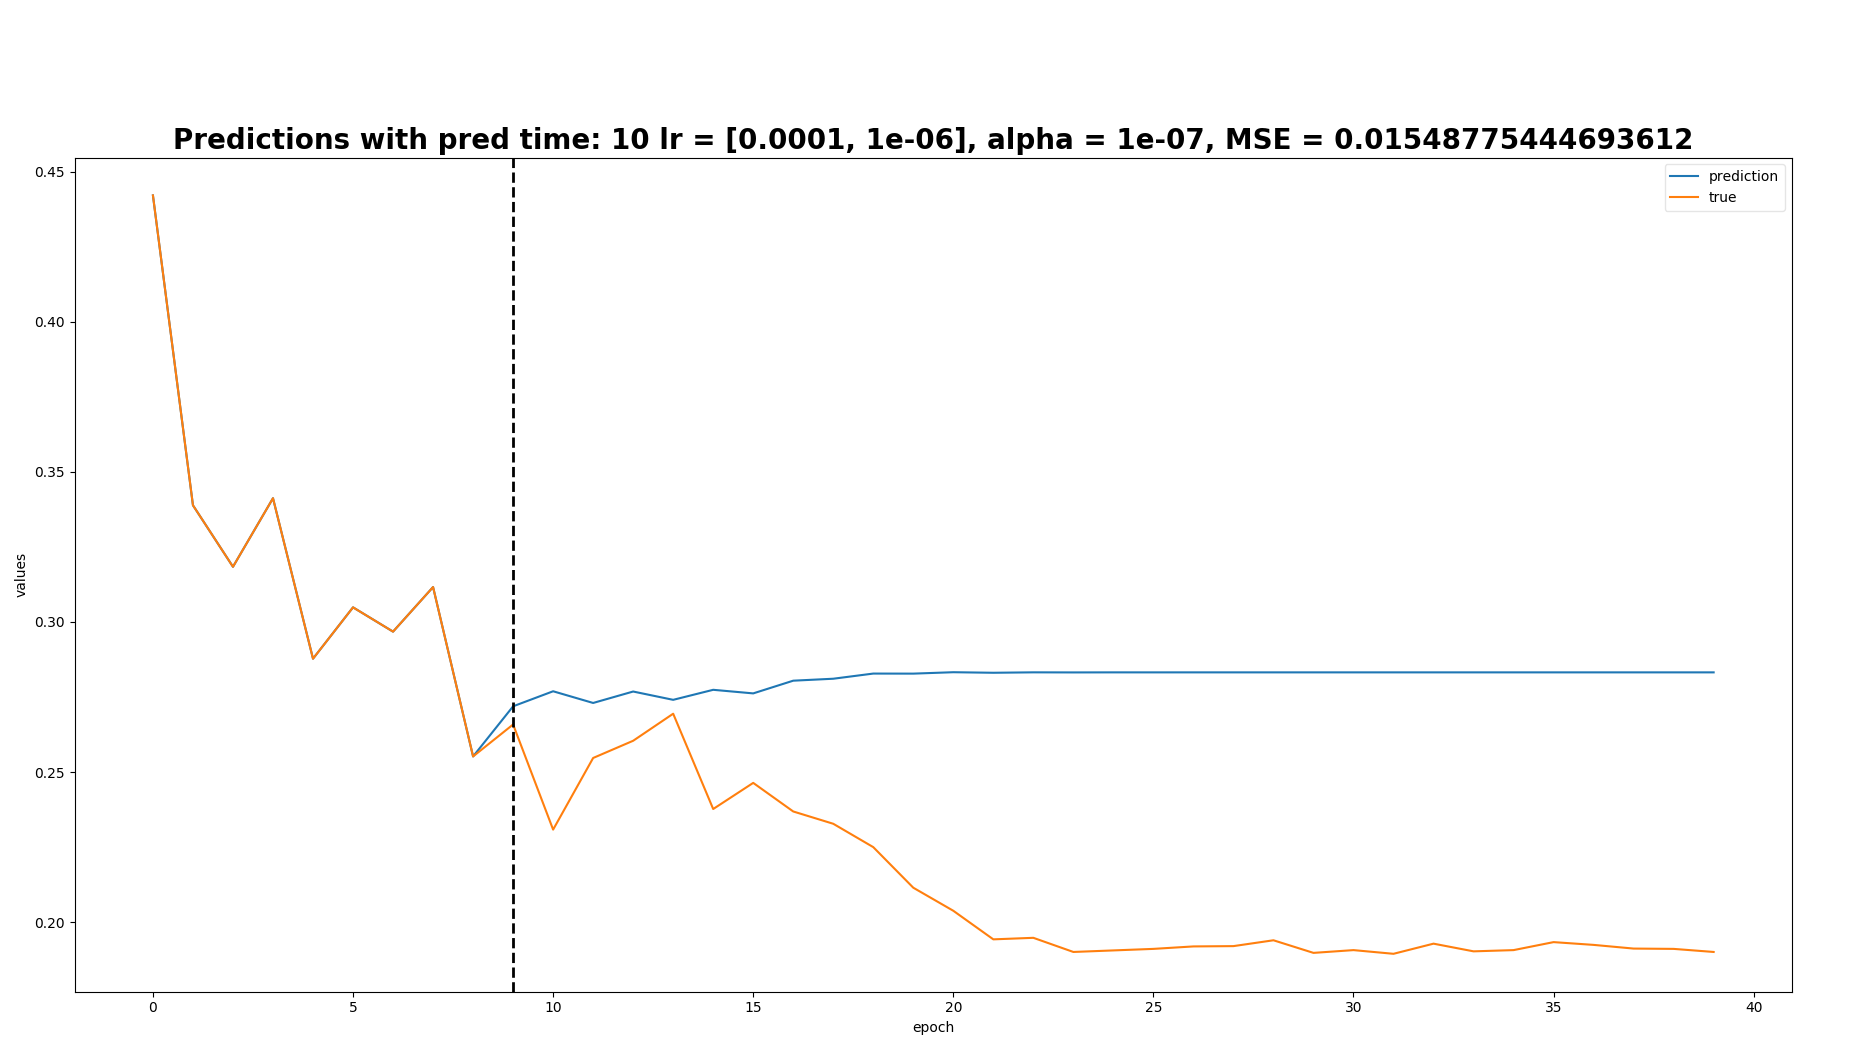 Predictions with pred time: 10 lr = [0.0001, 1e-06], alpha = 1e-07, MSE = 0.01548775444693612
prediction
true
0.45
0.40
0.35
0.30
0.25
0.20
values
0 5 10 15 20 25 30 35 40
epoch